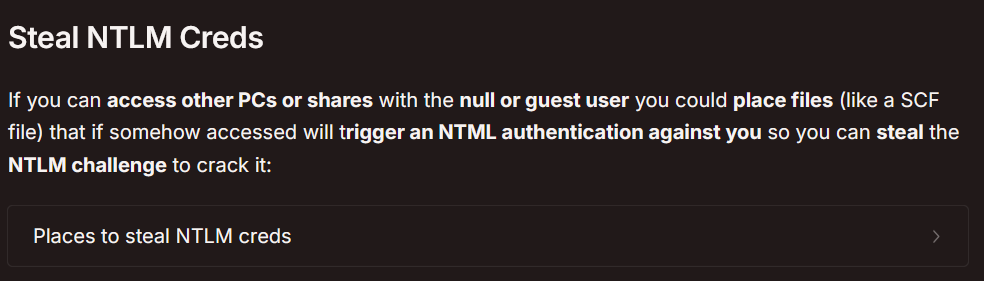 Steal NTLM Creds
If you can access other PCs or shares with the null or guest user you could place files (like a SCF
file) that if somehow accessed will trigger an NTML authentication against you so you can steal the
NTLM challenge to crack it:
Places to steal NTLM creds